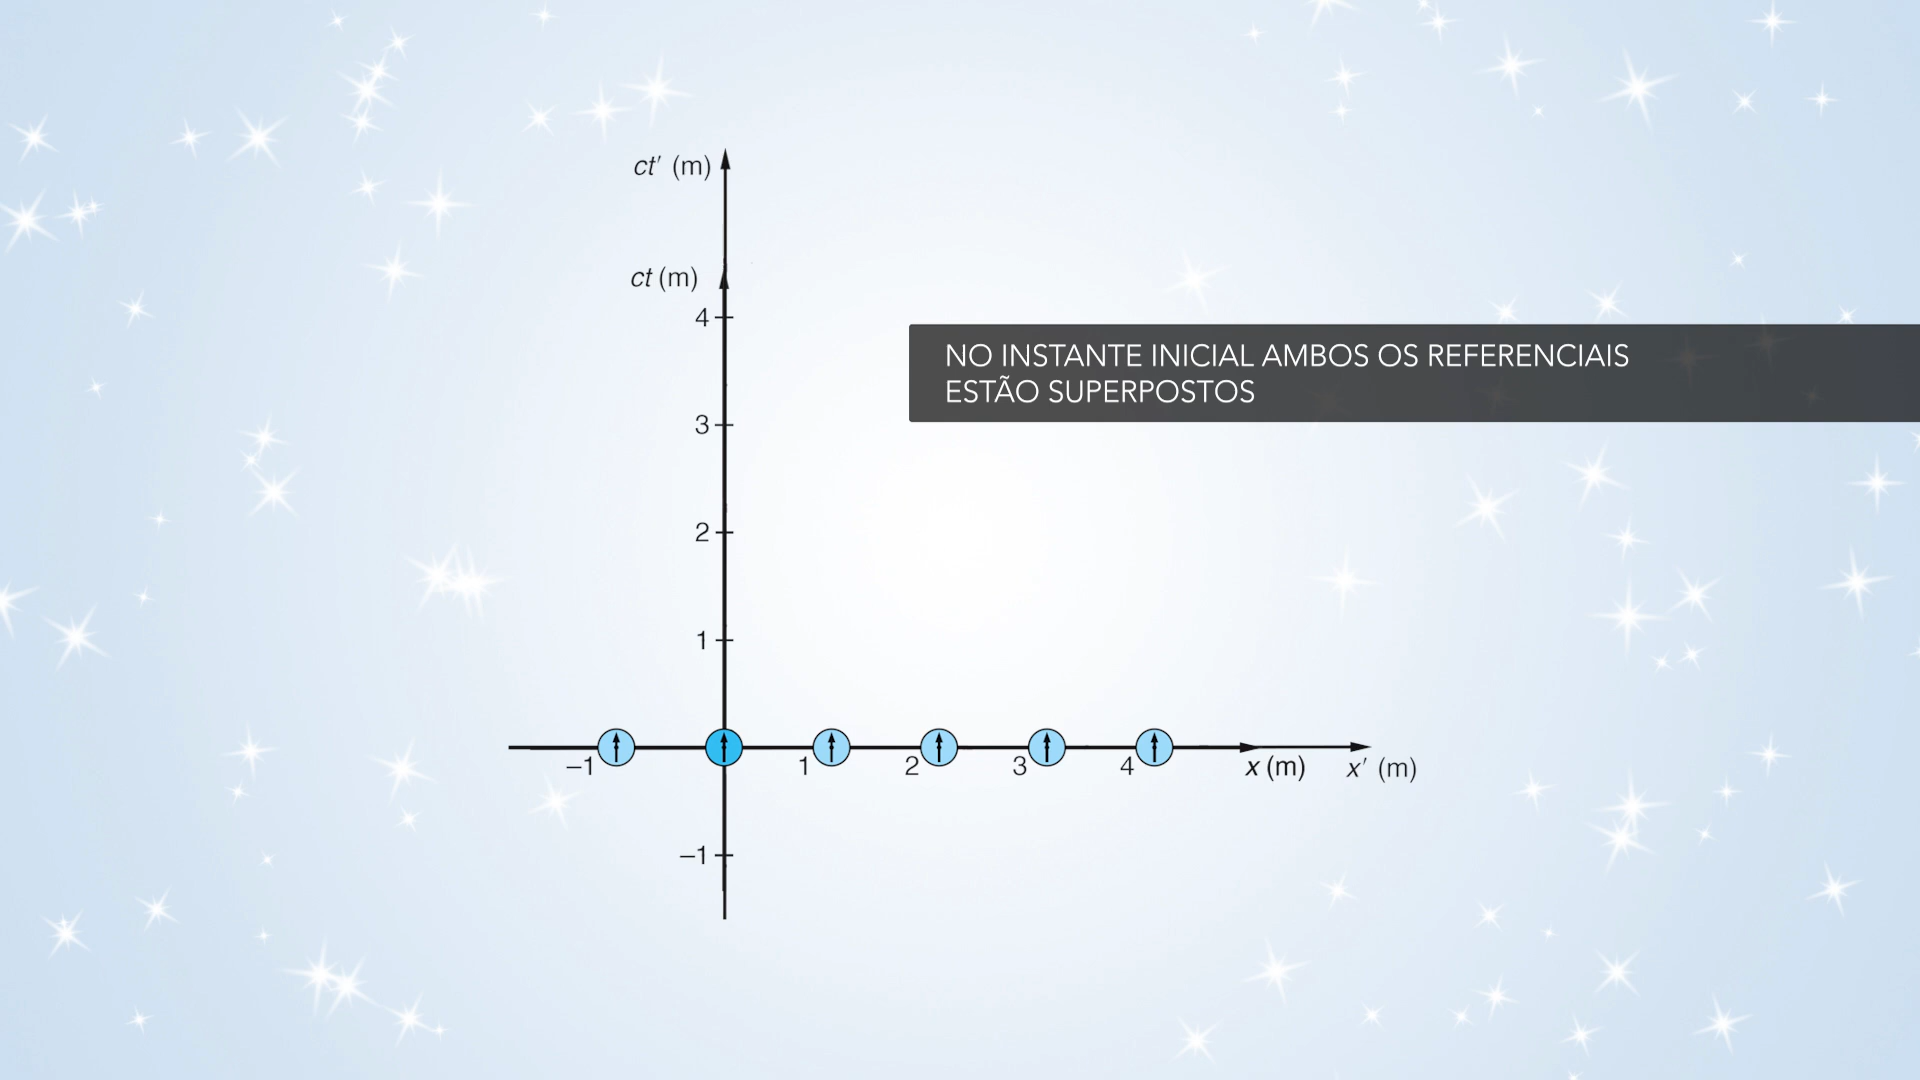 ct′ (m)
ct (m)
4
NO INSTANTE INICIAL AMBOS OS REFERENCIAIS
ESTÃO SUPERPOSTOS
3
2
1
–1 1 2 3 4 x (m) x′ (m)
–1